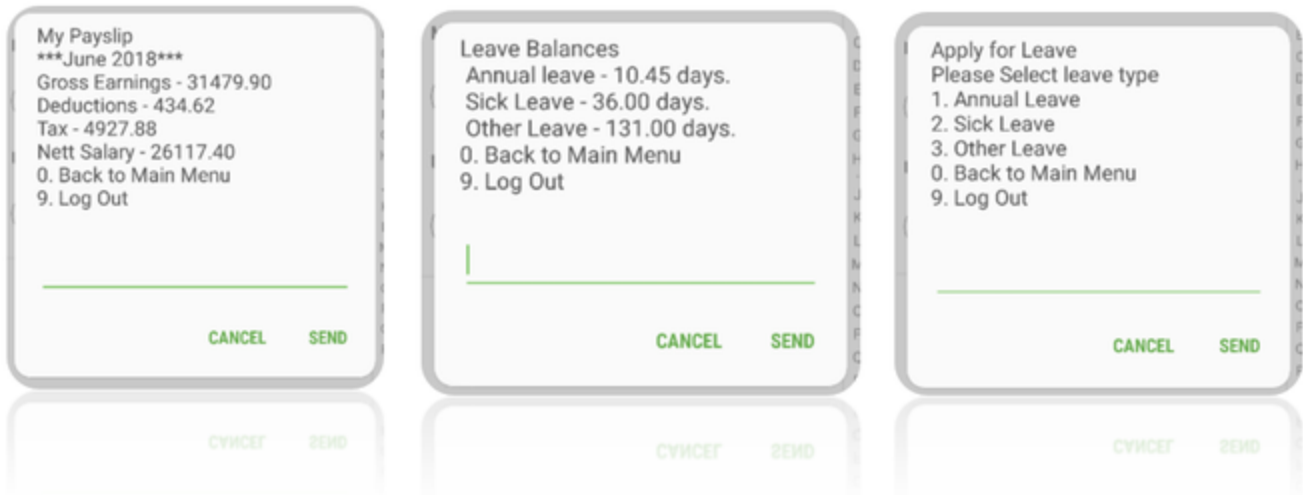 My Payslip
***June 2018***
Gross Earnings - 31479.90
Deductions - 434.62
Tax - 4927.88
Nett Salary - 26117.40
0. Back to Main Menu
9. Log Out
CANCEL SEND
Leave Balances
Annual leave - 10.45 days.
Sick Leave - 36.00 days.
Other Leave - 131.00 days.
0. Back to Main Menu
9. Log Out
CANCEL SEND
Apply for Leave
Please Select leave type
1. Annual Leave
2. Sick Leave
3. Other Leave
0. Back to Main Menu
9. Log Out
CANCEL SEND